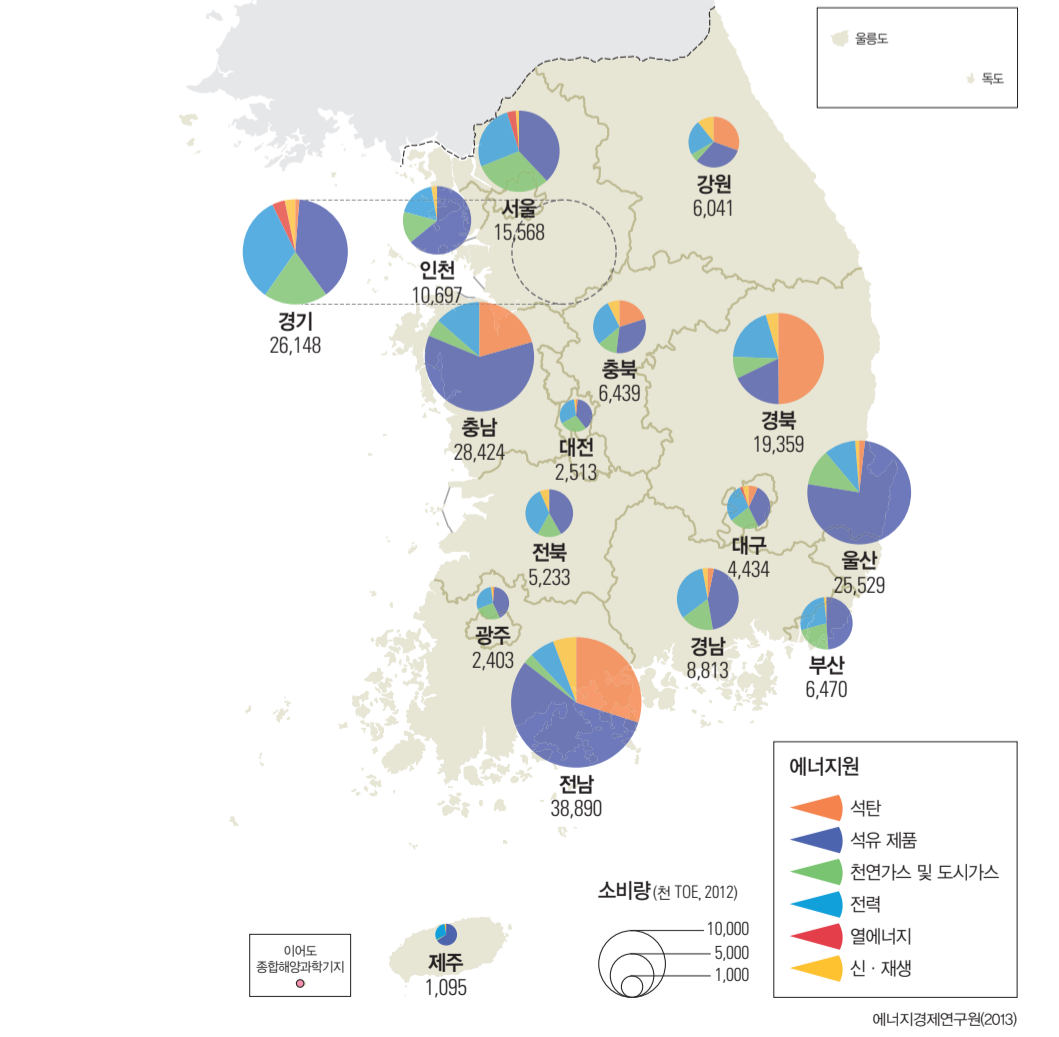 울릉도
독도
강원
6,041
서울
15,568
인천
10,697
경기
26,148
충북
6,439
경북
19,359
충남
28,424
대전
2,513
울산
25,529
대구
4,434
전북
5,233
경남
8,813
부산
6,470
광주
2,403
전남
38,890
에너지원
석탄
석유 제품
천연가스 및 도시가스
전력
열에너지
신 · 재생
소비량 (천 TOE, 2012)
10,000
5,000
1,000
제주
1,095
이어도
종합해양과학기지
에너지경제연구원(2013)